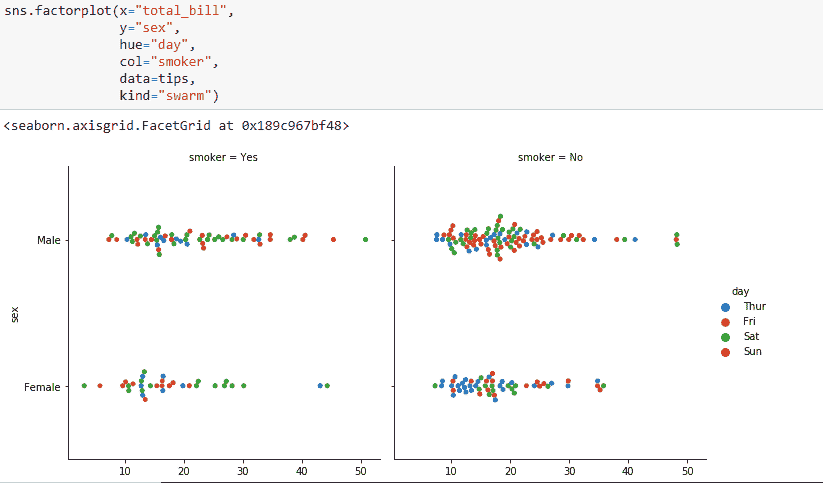 sns.factorplot(x="total_bill",
y="sex",
hue="day",
col="smoker",
data=tips,
kind="swarm")
<seaborn.axisgrid.FacetGrid at 0x189c967bf48>
smoker = Yes
smoker = No
Male
sex
Female
day
Thur
Fri
Sat
Sun
10 20 30 40 50
10 20 30 40 50